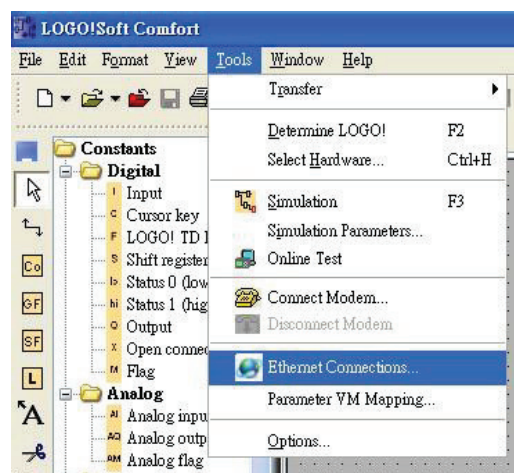 LOGO!Soft Comfort
File Edit Format View Tools Window Help
Transfer
Determine LOGO! F2
Select Hardware... Ctrl+H
Simulation F3
Simulation Parameters...
Online Test
Connect Modem...
Disconnect Modem
Ethernet Connections...
Parameter VM Mapping...
Options...
Constants
Digital
I Input
C Cursor key
F LOGO! TD
S Shift register
lo Status 0 (low
hi Status 1 (hig
Q Output
X Open connec
M Flag
Analog
AI Analog inpu
AQ Analog outp
AM Analog flag
Co
GF
SF
L
A